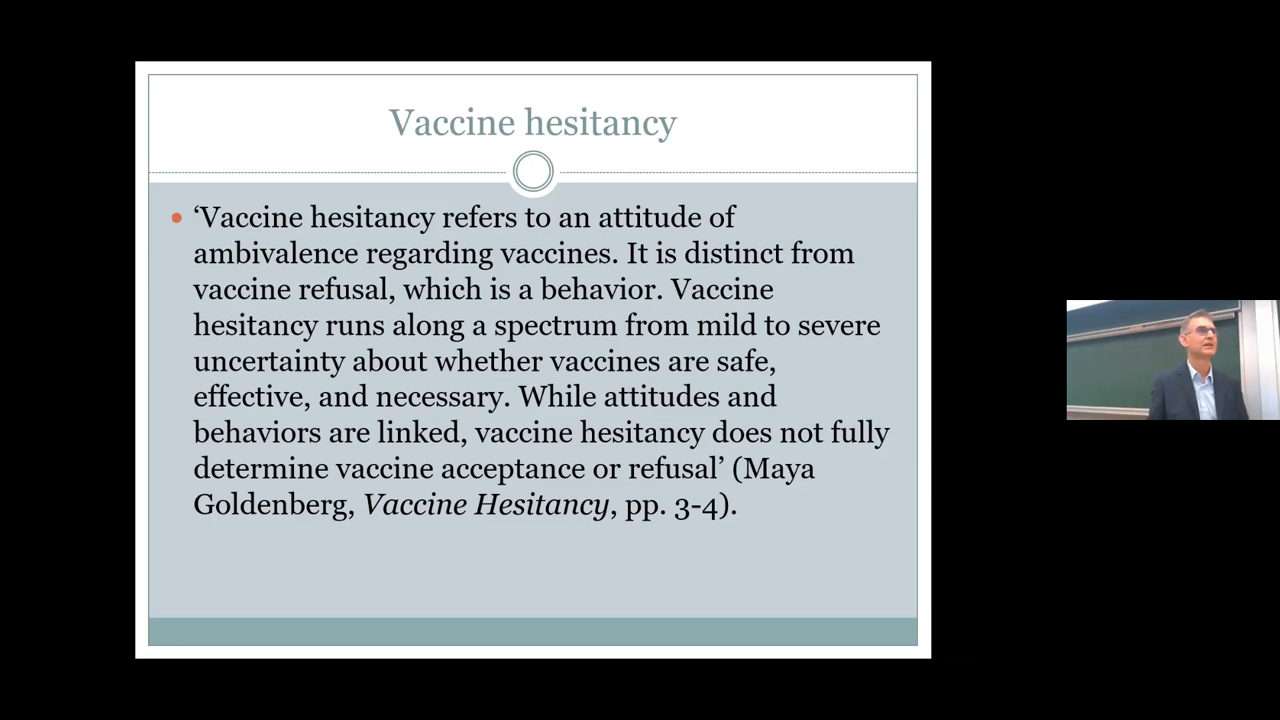 Vaccine hesitancy
• ‘Vaccine hesitancy refers to an attitude of
ambivalence regarding vaccines. It is distinct from
vaccine refusal, which is a behavior. Vaccine
hesitancy runs along a spectrum from mild to severe
uncertainty about whether vaccines are safe,
effective, and necessary. While attitudes and
behaviors are linked, vaccine hesitancy does not fully
determine vaccine acceptance or refusal’ (Maya
Goldenberg, Vaccine Hesitancy, pp. 3-4).